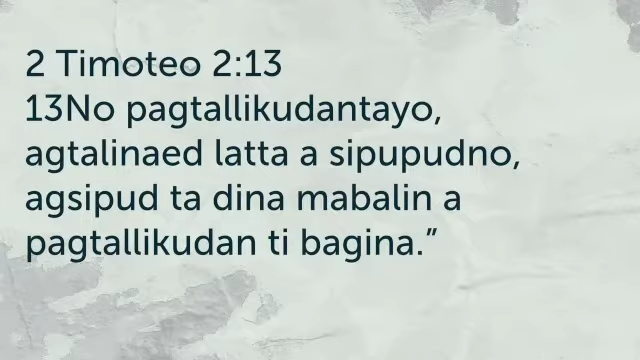 2 Timoteo 2:13
13No pagtallikudantayo,
agtalinaed latta a sipupudno,
agsipud ta dina mabalin a
pagtallikudan ti bagina.”